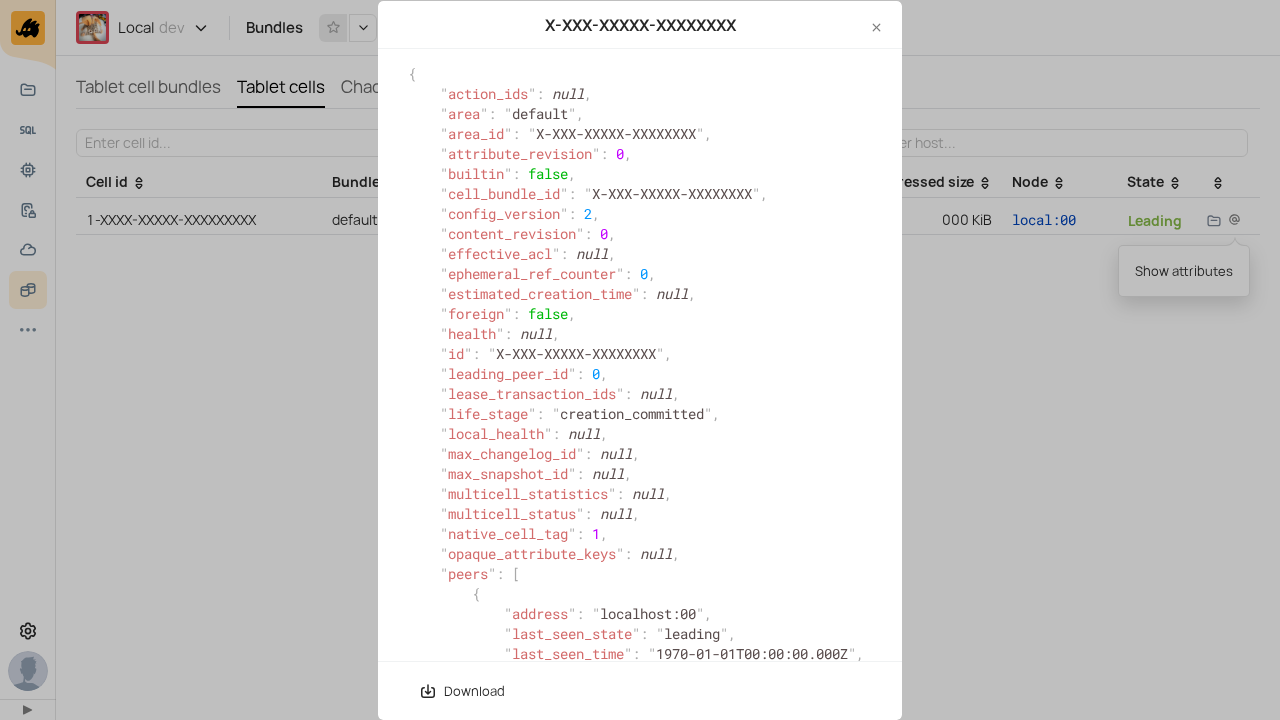 X-XXX-XXXXX-XXXXXXXX
Local dev
Bundles
SQL
Tablet cell bundles
Tablet cells
Chao
Enter cell id...
er host...
Cell id
Bundle
ressed size
Node
State
1-XXXX-XXXXX-XXXXXXXXX
default
000 KiB
local:00
Leading
Show attributes
{
"action_ids": null,
"area": "default",
"area_id": "X-XXX-XXXXX-XXXXXXXX",
"attribute_revision": 0,
"builtin": false,
"cell_bundle_id": "X-XXX-XXXXX-XXXXXXXX",
"config_version": 2,
"content_revision": 0,
"effective_acl": null,
"ephemeral_ref_counter": 0,
"estimated_creation_time": null,
"foreign": false,
"health": null,
"id": "X-XXX-XXXXX-XXXXXXXX",
"leading_peer_id": 0,
"lease_transaction_ids": null,
"life_stage": "creation_committed",
"local_health": null,
"max_changelog_id": null,
"max_snapshot_id": null,
"multicell_statistics": null,
"multicell_status": null,
"native_cell_tag": 1,
"opaque_attribute_keys": null,
"peers": [
{
"address": "localhost:00",
"last_seen_state": "leading",
"last_seen_time": "1970-01-01T00:00:00.000Z",
Download